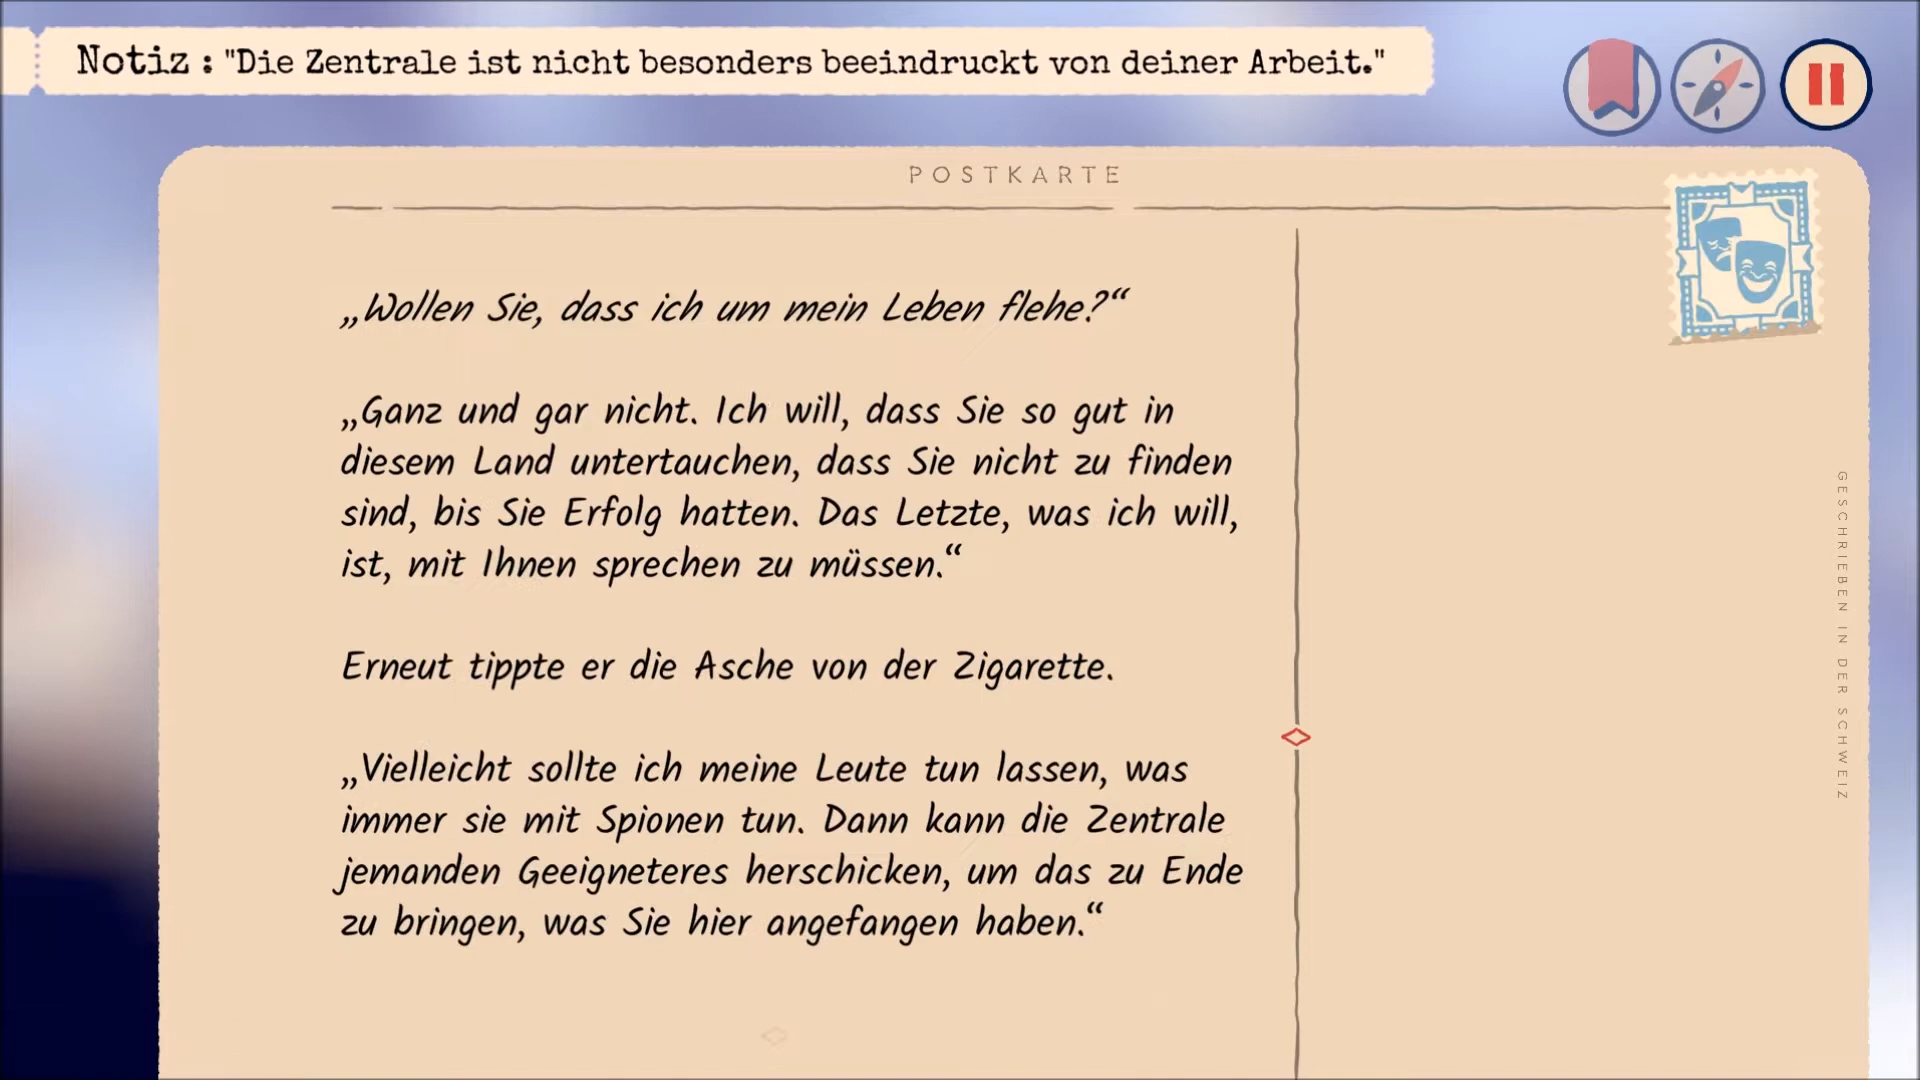 Notiz : "Die Zentrale ist nicht besonders beeindruckt von deiner Arbeit."
POSTKARTE
„Wollen Sie, dass ich um mein Leben flehe?“
„Ganz und gar nicht. Ich will, dass Sie so gut in
diesem Land untertauchen, dass Sie nicht zu finden
sind, bis Sie Erfolg hatten. Das Letzte, was ich will,
ist, mit Ihnen sprechen zu müssen.“
Erneut tippte er die Asche von der Zigarette.
„Vielleicht sollte ich meine Leute tun lassen, was
immer sie mit Spionen tun. Dann kann die Zentrale
jemanden Geeigneteres herschicken, um das zu Ende
zu bringen, was Sie hier angefangen haben.“
GESCHRIEBEN IN DER SCHWEIZ